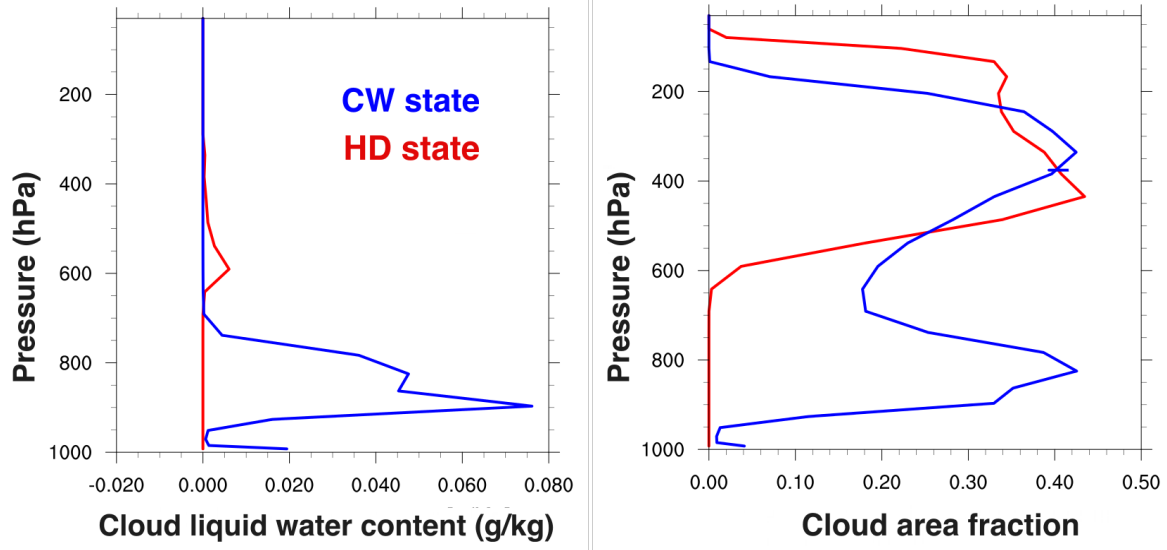 CW state
HD state
200
400
600
800
1000
-0.020 0.000 0.020 0.040 0.060 0.080
Pressure (hPa)
Cloud liquid water content (g/kg)
200
400
600
800
1000
0.00 0.10 0.20 0.30 0.40 0.50
Pressure (hPa)
Cloud area fraction